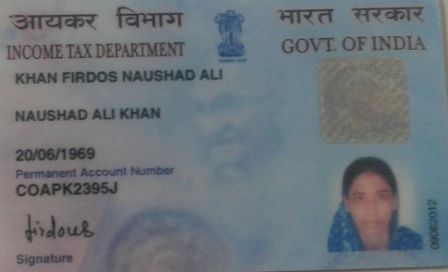 आयकर विभाग
भारत सरकार
INCOME TAX DEPARTMENT
GOVT. OF INDIA
KHAN FIRDOS NAUSHAD ALI
NAUSHAD ALI KHAN
20/06/1969
Permanent Account Number
COAPK2395J
firdous
Signature
09062012